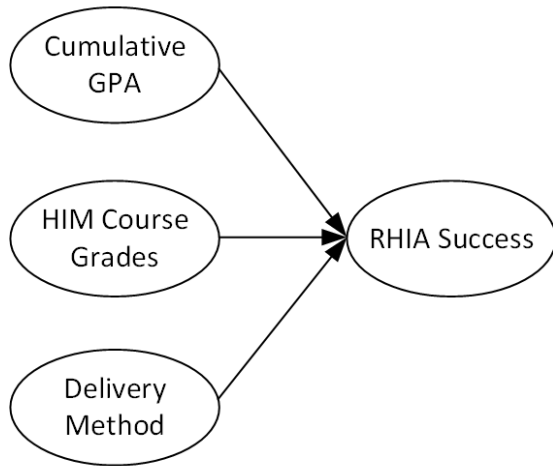 Cumulative
GPA
HIM Course
Grades
RHIA Success
Delivery
Method